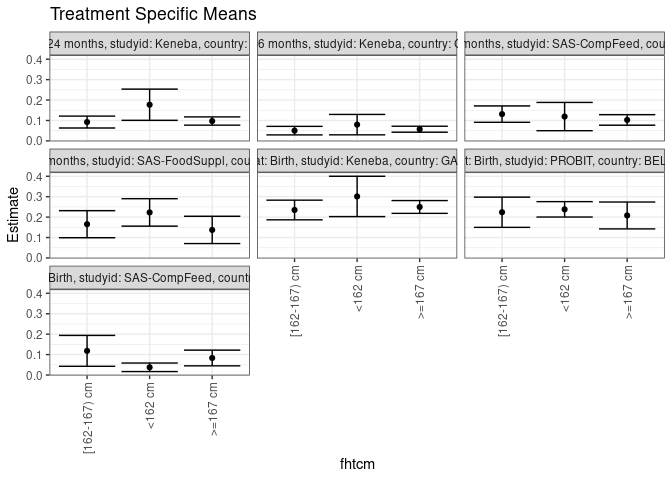 Treatment Specific Means
24 months, studyid: Keneba, country:
6 months, studyid: Keneba, country: G
months, studyid: SAS-CompFeed, cou
0.4
0.3
0.2
0.1
0.0
months, studyid: SAS-FoodSuppl, cou
at: Birth, studyid: Keneba, country: GA
t: Birth, studyid: PROBIT, country: BEL
0.4
0.3
0.2
0.1
0.0
Birth, studyid: SAS-CompFeed, count
0.4
0.3
0.2
0.1
0.0
[162-167) cm
<162 cm
>=167 cm
[162-167) cm
<162 cm
>=167 cm
[162-167) cm
<162 cm
>=167 cm
Estimate
fhtcm